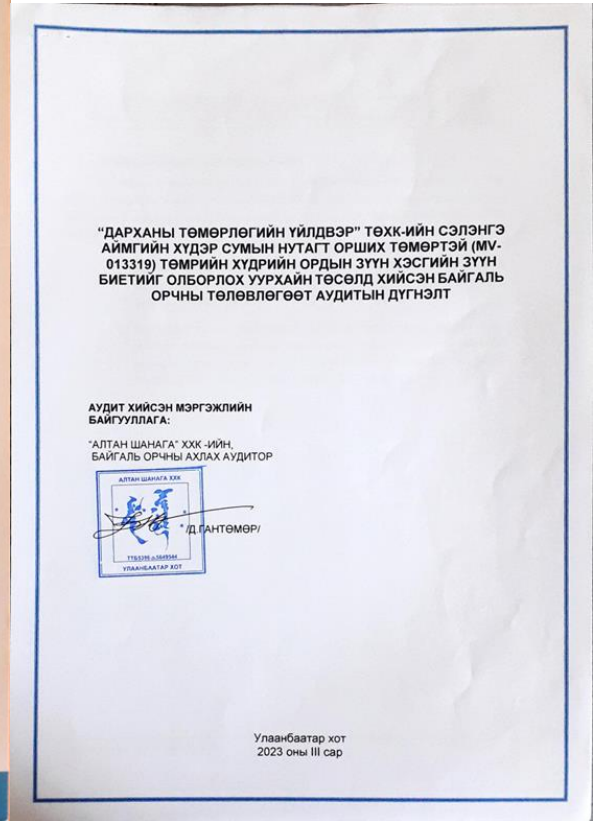 “ДАРХАНЫ ТӨМӨРЛӨГИЙН ҮЙЛДВЭР” ТӨХК-ИЙН СЭЛЭНГЭ
АЙМГИЙН ХҮДЭР СУМЫН НУТАГТ ОРШИХ ТӨМӨРТЭЙ (MV-
013319) ТӨМРИЙН ХҮДРИЙН ОРДЫН ЗҮҮН ХЭСГИЙН ЗҮҮН
БИЕТИЙГ ОЛБОРЛОХ УУРХАЙН ТӨСӨЛД ХИЙСЭН БАЙГАЛЬ
ОРЧНЫ ТӨЛӨВЛӨГӨӨТ АУДИТЫН ДҮГНЭЛТ
АУДИТ ХИЙСЭН МЭРГЭЖЛИЙН
БАЙГУУЛЛАГА:
“АЛТАН ШАНАГА” ХХК -ИЙН,
БАЙГАЛЬ ОРЧНЫ АХЛАХ АУДИТОР
АЛТАН ШАНАГА ХХК
/Д.ГАНТӨМӨР/
УЛААНБААТАР ХОТ
Улаанбаатар хот
2023 оны III сар